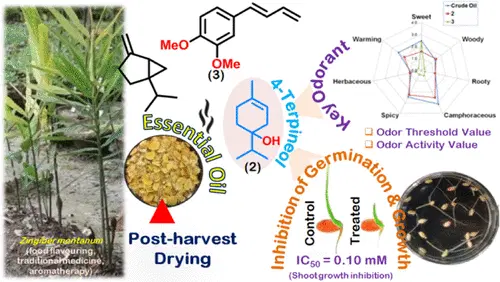 Zingiber montanum
(food flavouring,
traditional medicine,
aromatherapy)
MeO
OMe
(3)
Essential Oil
Post-harvest
Drying
4-Terpineol
OH
(2)
Key Odorant
Crude Oil
2
3
Sweet
Woody
Rooty
Camphoraceous
Spicy
Herbaceous
Warming
Odor Threshold Value
Odor Activity Value
Inhibition of Germination & Growth
Control
Treated
IC50 = 0.10 mM
(Shoot growth inhibition)